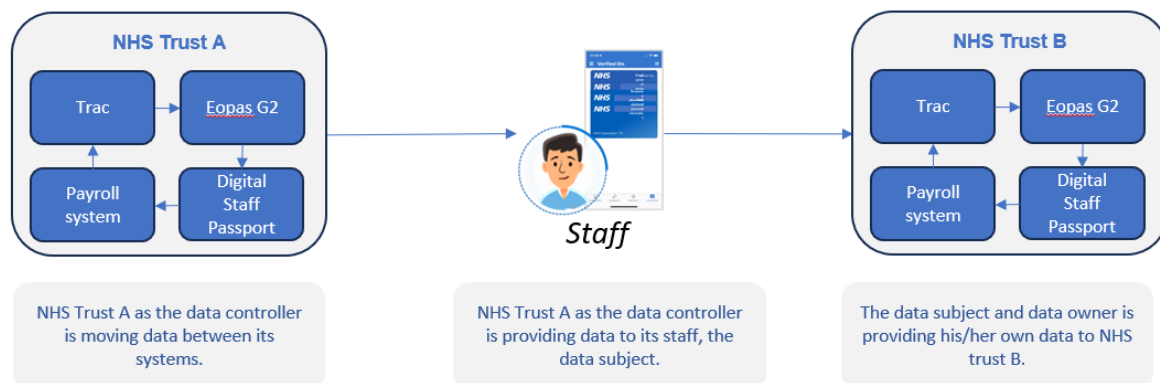 NHS Trust A
Trac
Eopas G2
Payroll
system
Digital
Staff
Passport
Verified IDs
NHS
NHS
NHS
NHS
Staff
NHS Trust B
Trac
Eopas G2
Payroll
system
Digital
Staff
Passport
NHS Trust A as the data controller
is moving data between its
systems.
NHS Trust A as the data controller
is providing data to its staff, the
data subject.
The data subject and data owner is
providing his/her own data to NHS
trust B.